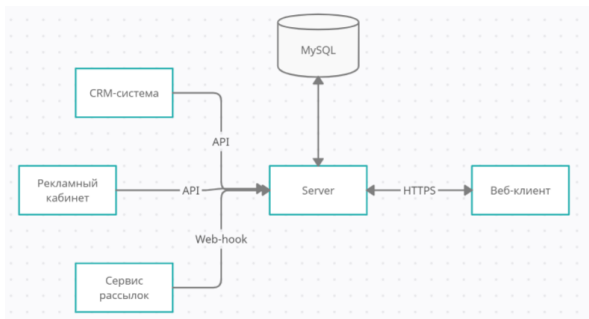 MySQL
CRM-система
API
Рекламный
кабинет
API
Server
HTTPS
Веб-клиент
Web-hook
Сервис
рассылок